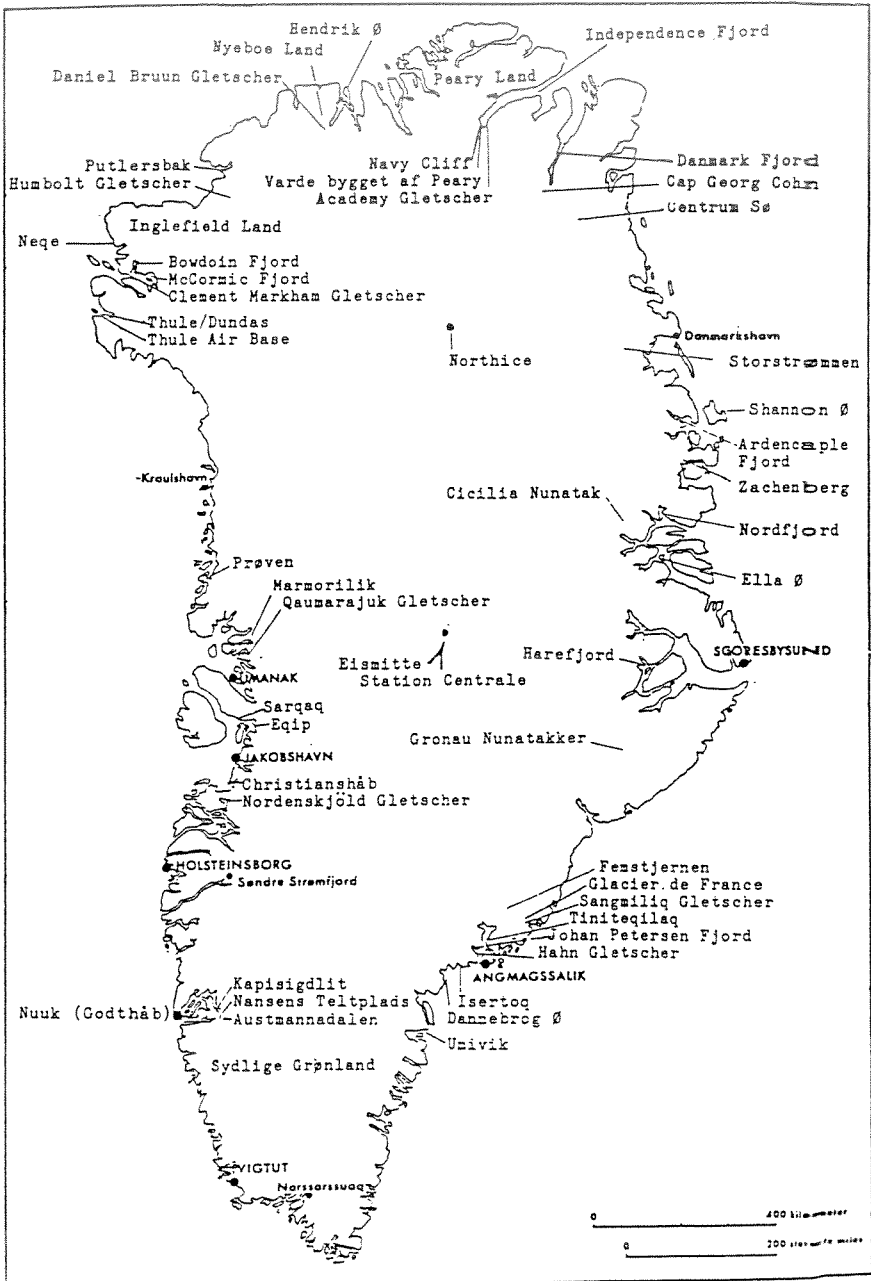 Hendrik Ø
Nyeboe Land
Daniel Bruun Gletscher
Independence Fjord
Peary Land
Putlersbak
Humbolt Gletscher
Navy Cliff
Varde bygget af Peary
Academy Gletscher
Danmark Fjord
Cap Georg Cohn
Centrum Sø
Inglefield Land
Neqe
Bowdoin Fjord
McCormic Fjord
Clement Markham Gletscher
Thule/Dundas
Thule Air Base
Northice
Danmarkshavn
Storstrømmen
Shannon Ø
Ardencaple
Fjord
Zachenberg
Kraulshavn
Cicilia Nunatak
Nordfjord
Ella Ø
Prøven
Marmorilik
Qaumarajuk Gletscher
Eismitte
Station Centrale
Harefjord
SGORESBYSUND
UMANAK
Sarqaq
Eqip
Gronau Nunatakker
JAKOBSHAVN
Christianshåb
Nordenskjöld Gletscher
HOLSTEINSBORG
Søndre Strømfjord
Femstjernen
Glacier de France
Sangmiliq Gletscher
Tiniteqilaq
Johan Petersen Fjord
Hahn Gletscher
ANGMAGSSALIK
Kapisigdlit
Nansens Teltplads
Austmannadalen
Nuuk (Godthåb)
Isertoq
Dannebrog Ø
Umivik
Sydlige Grønland
IVIGTUT
Narssarssuaq
0 400 kilometer
0 200 statute miles